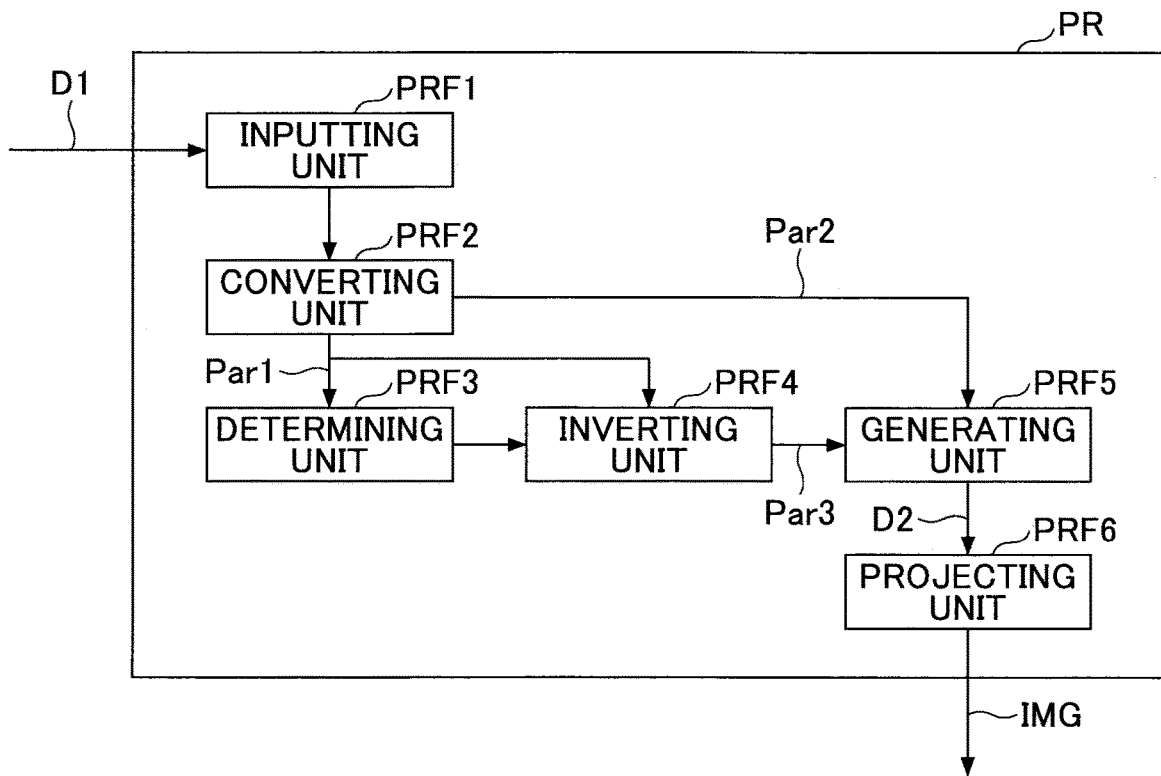 PR
D1
PRF1
INPUTTING
UNIT
PRF2
Par2
CONVERTING
UNIT
Par1
PRF3
PRF4
PRF5
DETERMINING
UNIT
INVERTING
UNIT
GENERATING
UNIT
Par3
D2
PRF6
PROJECTING
UNIT
IMG